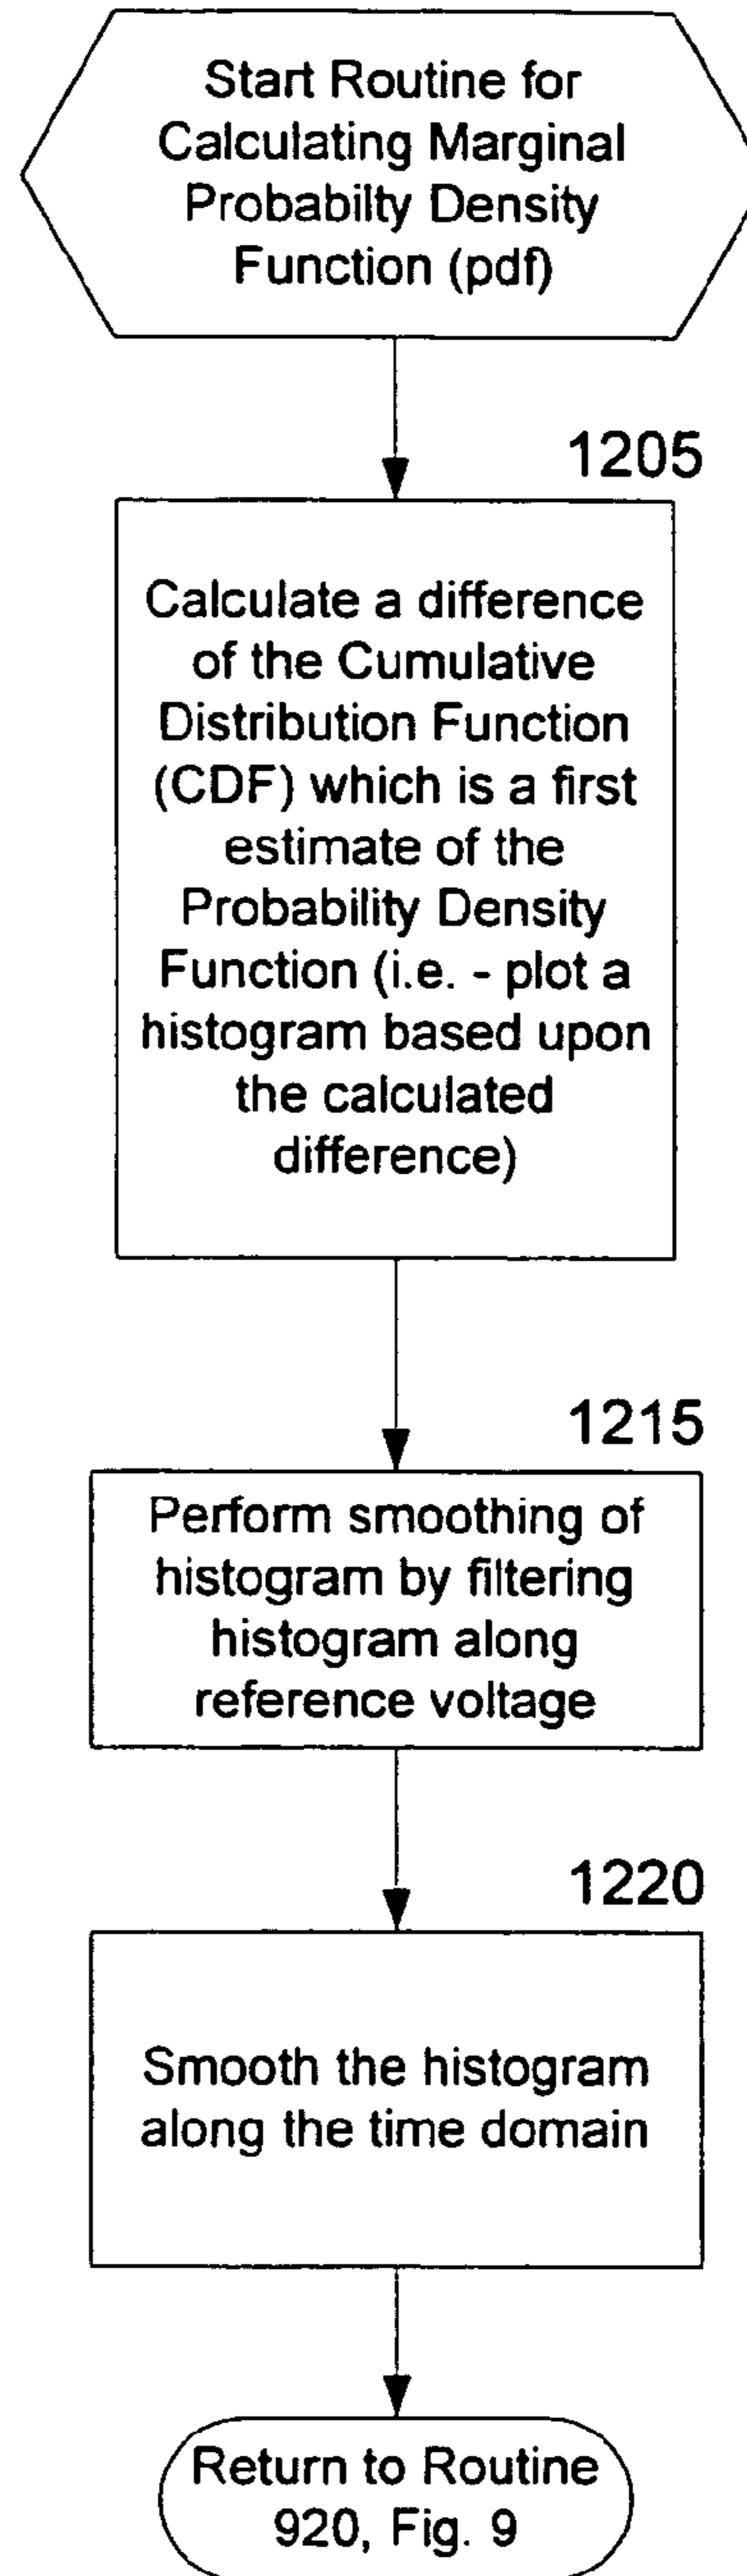 Start Routine for
Calculating Marginal
Probabilty Density
Function (pdf)
1205
Calculate a difference
of the Cumulative
Distribution Function
(CDF) which is a first
estimate of the
Probability Density
Function (i.e. - plot a
histogram based upon
the calculated
difference)
1215
Perform smoothing of
histogram by filtering
histogram along
reference voltage
1220
Smooth the histogram
along the time domain
Return to Routine
920, Fig. 9